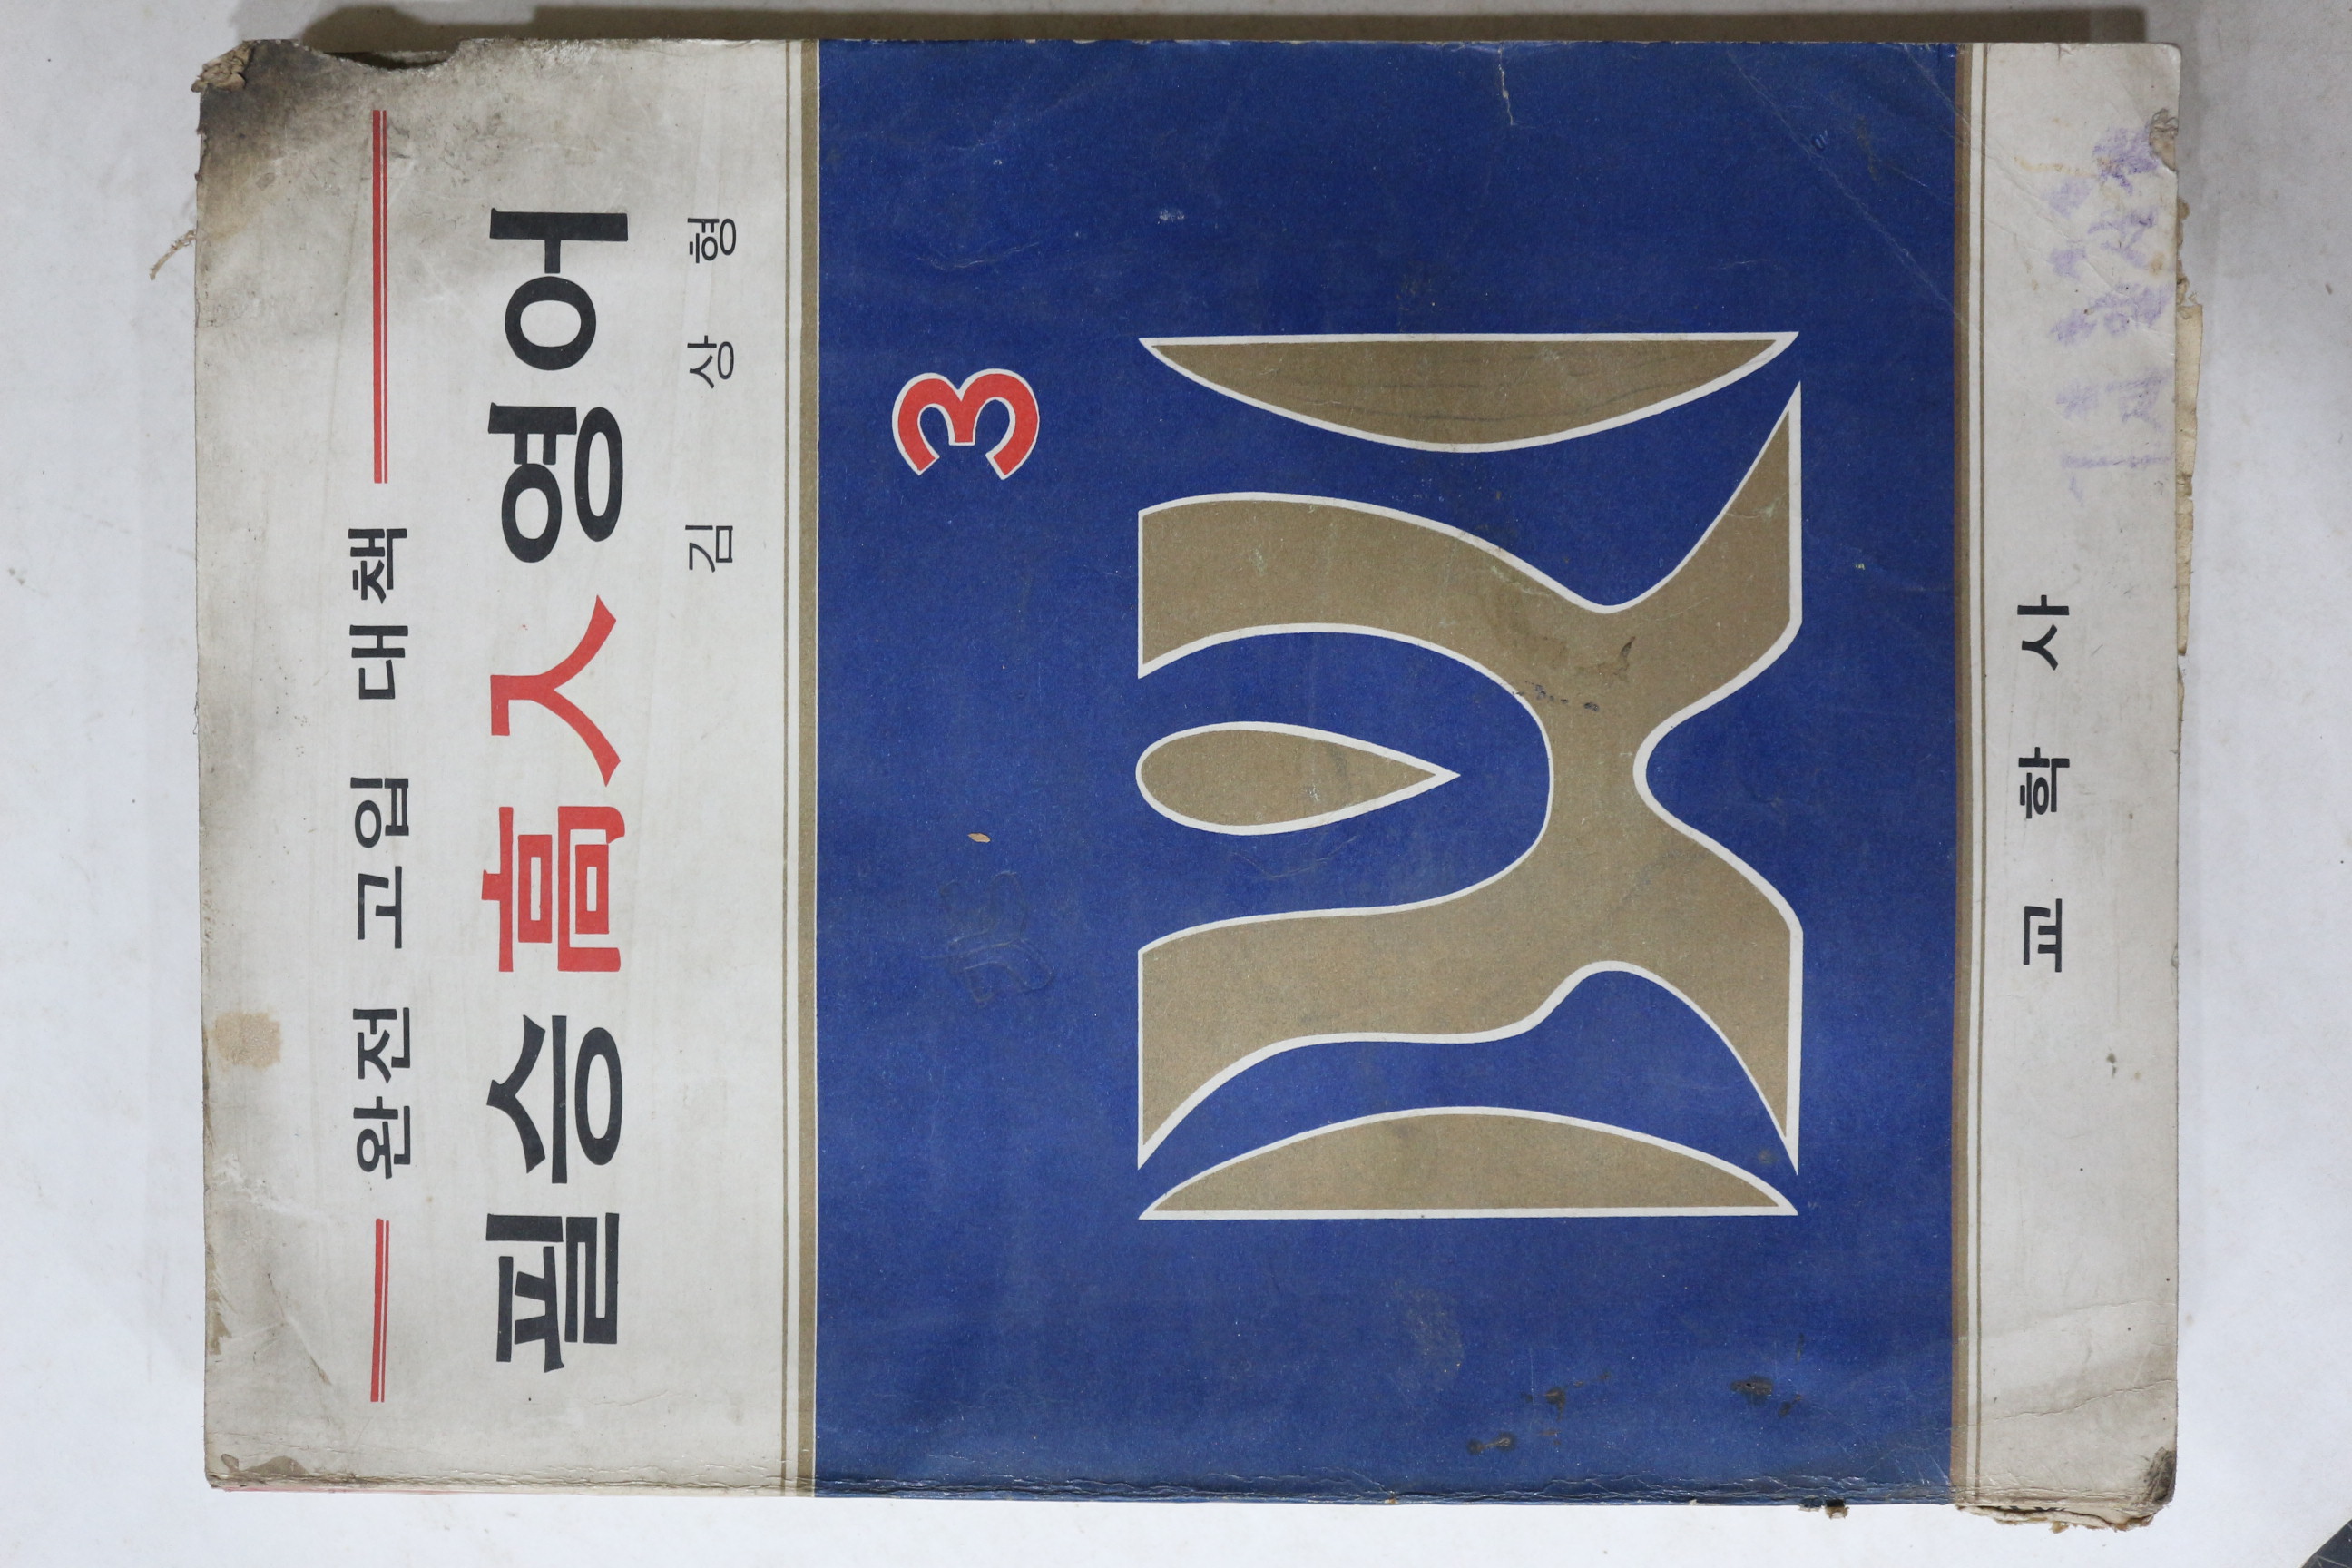 완전 고입 대책
필승 高入 영어
김 상 형
3
교 학 사